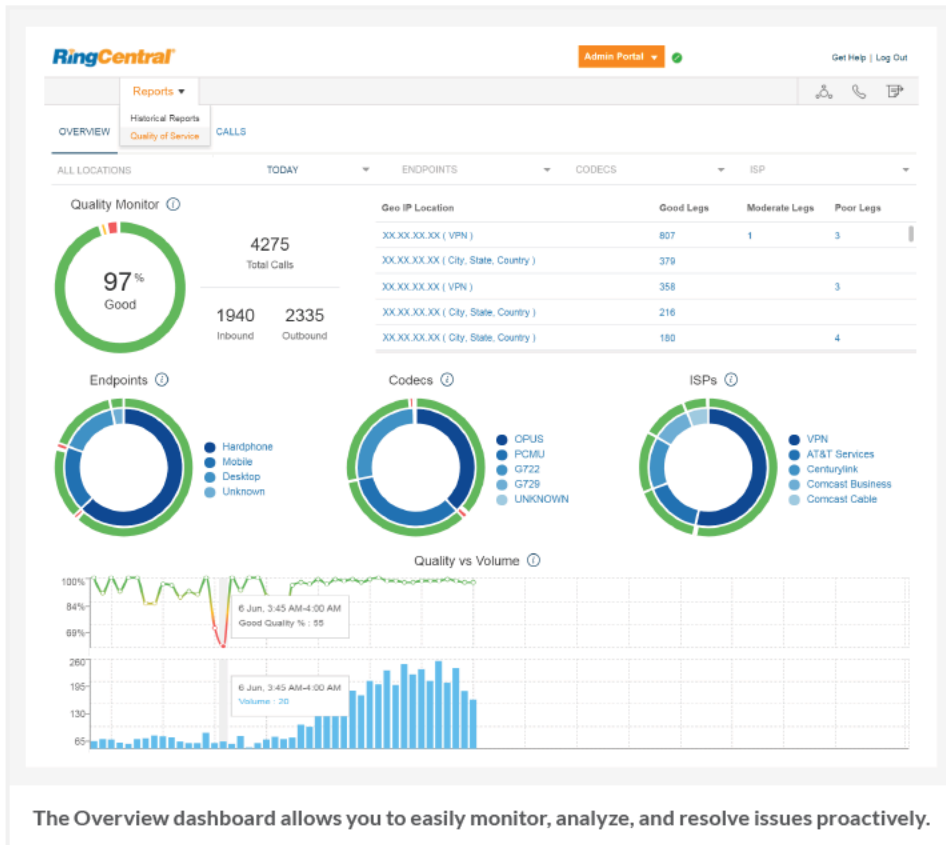 RingCentral
Admin Portal
Get Help | Log Out
Reports
Historical Reports
Quality of Service
OVERVIEW
CALLS
ALL LOCATIONS
TODAY
ENDPOINTS
CODECS
ISP
Quality Monitor
97%
Good
4275
Total Calls
1940
Inbound
2335
Outbound
Geo IP Location Good Legs Moderate Legs Poor Legs
XX.XX.XX.XX ( VPN ) 807 1 3
XX.XX.XX.XX ( City, State, Country ) 379
XX.XX.XX.XX ( VPN ) 358 3
XX.XX.XX.XX ( City, State, Country ) 216
XX.XX.XX.XX ( City, State, Country ) 180 4
Endpoints
Hardphone
Mobile
Desktop
Unknown
Codecs
OPUS
PCMU
G722
G729
UNKNOWN
ISPs
VPN
AT&T Services
Centurylink
Comcast Business
Comcast Cable
Quality vs Volume
100%
84%
69%
6 Jun, 3:45 AM-4:00 AM
Good Quality % : 55
260
195
130
65
6 Jun, 3:45 AM-4:00 AM
Volume : 20
The Overview dashboard allows you to easily monitor, analyze, and resolve issues proactively.